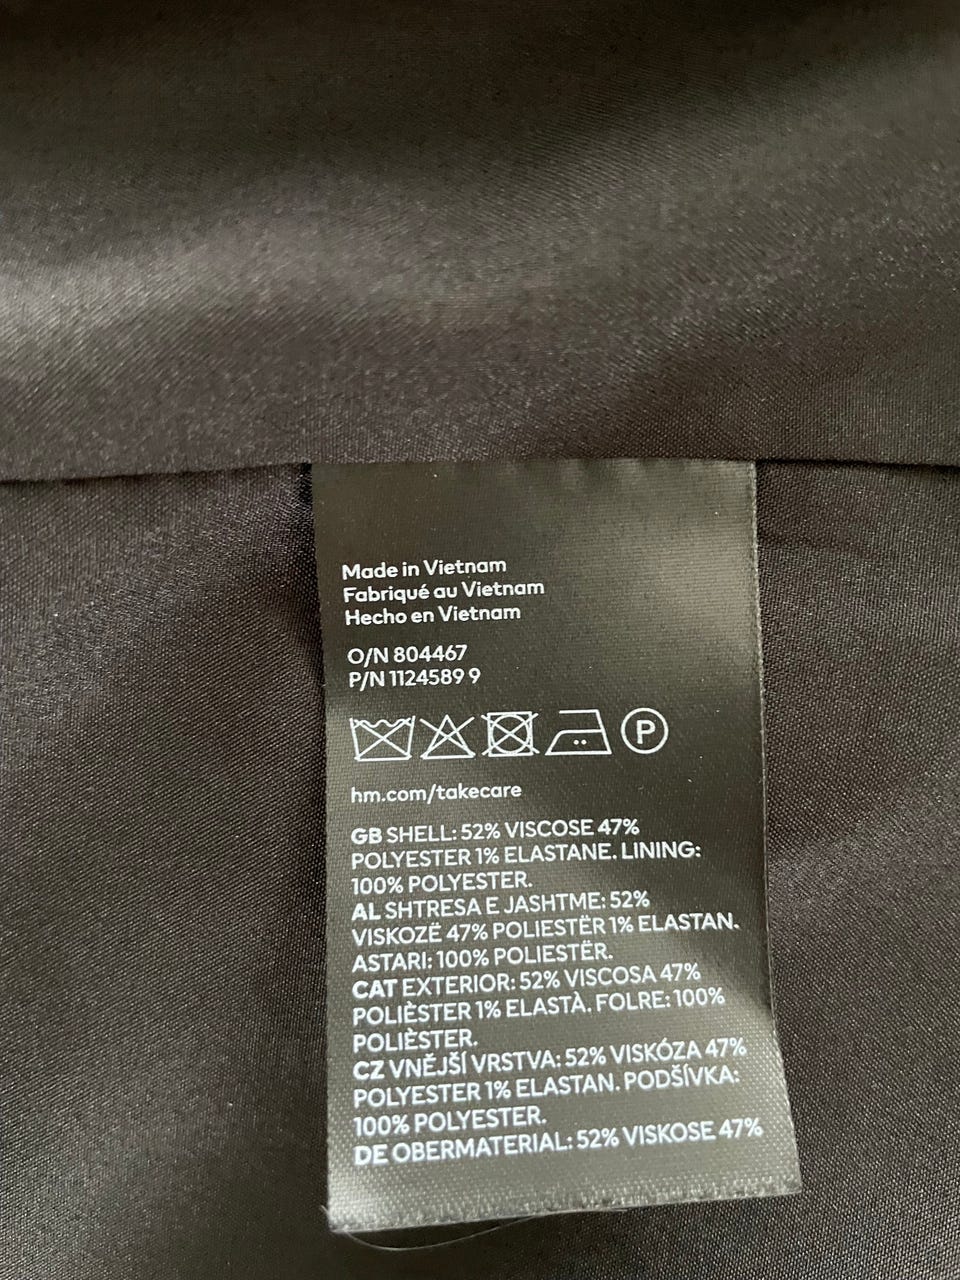 Made in Vietnam
Fabriqué au Vietnam
Hecho en Vietnam
O/N 804467
P/N 1124589 9
P
hm.com/takecare
GB SHELL: 52% VISCOSE 47%
POLYESTER 1% ELASTANE. LINING:
100% POLYESTER.
AL SHTRESA E JASHTME: 52%
VISKOZË 47% POLIESTËR 1% ELASTAN.
ASTARI: 100% POLIESTËR.
CAT EXTERIOR: 52% VISCOSA 47%
POLIÈSTER 1% ELASTÀ. FOLRE: 100%
POLIÈSTER.
CZ VNĚJŠÍ VRSTVA: 52% VISKÓZA 47%
POLYESTER 1% ELASTAN. PODŠÍVKA:
100% POLYESTER.
DE OBERMATERIAL: 52% VISKOSE 47%